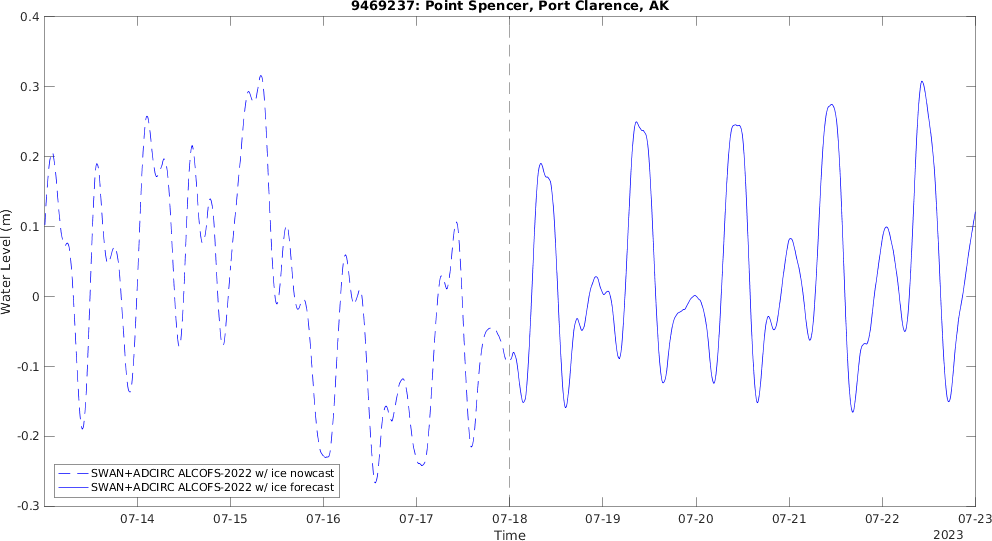 9469237: Point Spencer, Port Clarence, AK
0.4
0.3
0.2
0.1
0
-0.1
-0.2
-0.3
Water Level (m)
SWAN+ADCIRC ALCOFS-2022 w/ ice nowcast
SWAN+ADCIRC ALCOFS-2022 w/ ice forecast
07-14 07-15 07-16 07-17 07-18 07-19 07-20 07-21 07-22 07-23
Time
2023